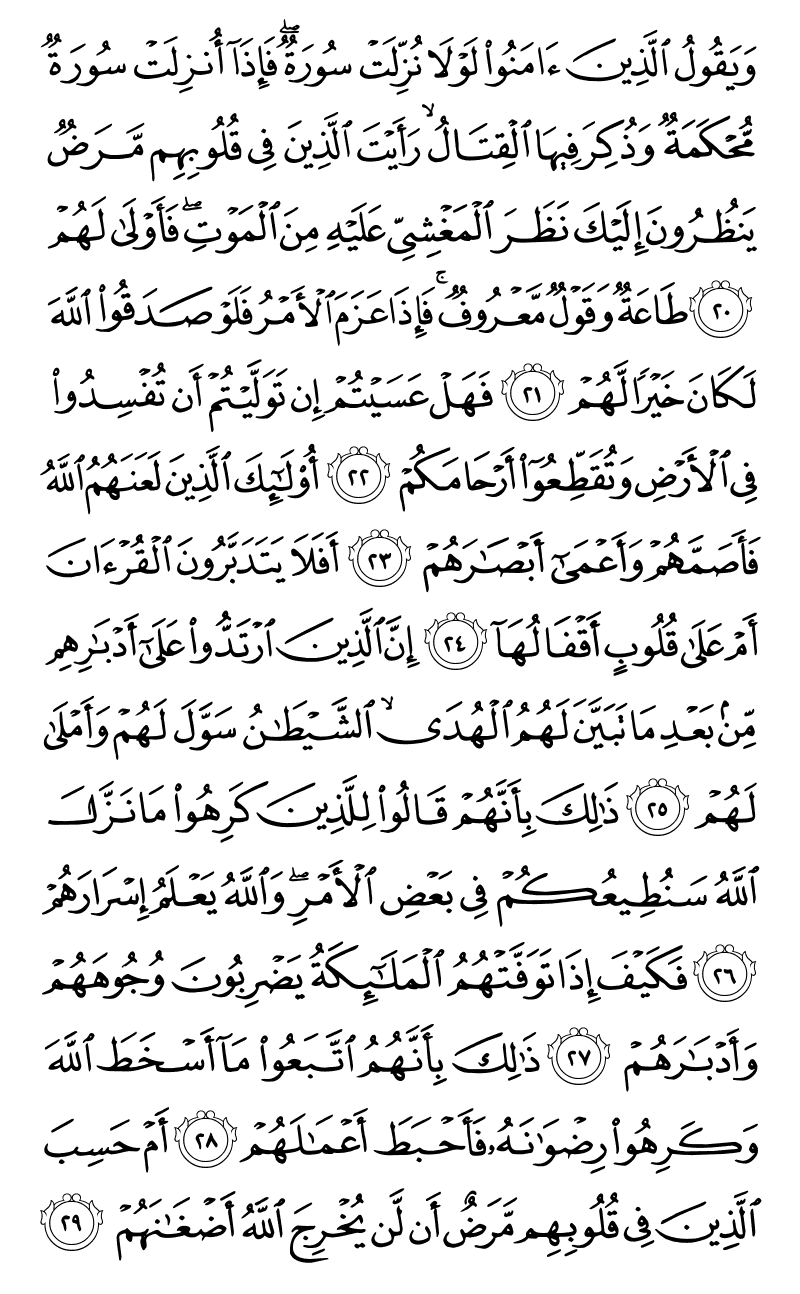 وَيَقُولُ ٱلَّذِينَ ءَامَنُوا۟ لَوْلَا نُزِّلَتْ سُورَةٌۖ فَإِذَآ أُنزِلَتْ سُورَةٌ
مُّحْكَمَةٌ وَذُكِرَ فِيهَا ٱلْقِتَالُۙ رَأَيْتَ ٱلَّذِينَ فِى قُلُوبِهِم مَّرَضٌ
يَنظُرُونَ إِلَيْكَ نَظَرَ ٱلْمَغْشِىِّ عَلَيْهِ مِنَ ٱلْمَوْتِۖ فَأَوْلَىٰ لَهُمْ
٢٠ طَاعَةٌ وَقَوْلٌ مَّعْرُوفٌۚ فَإِذَا عَزَمَ ٱلْأَمْرُ فَلَوْ صَدَقُوا۟ ٱللَّهَ
لَكَانَ خَيْرًا لَّهُمْ ٢١ فَهَلْ عَسَيْتُمْ إِن تَوَلَّيْتُمْ أَن تُفْسِدُوا۟
فِى ٱلْأَرْضِ وَتُقَطِّعُوٓا۟ أَرْحَامَكُمْ ٢٢ أُو۟لَٰٓئِكَ ٱلَّذِينَ لَعَنَهُمُ ٱللَّهُ
فَأَصَمَّهُمْ وَأَعْمَىٰٓ أَبْصَٰرَهُمْ ٢٣ أَفَلَا يَتَدَبَّرُونَ ٱلْقُرْءَانَ
أَمْ عَلَىٰ قُلُوبٍ أَقْفَالُهَآ ٢٤ إِنَّ ٱلَّذِينَ ٱرْتَدُّوا۟ عَلَىٰٓ أَدْبَٰرِهِم
مِّنۢ بَعْدِ مَا تَبَيَّنَ لَهُمُ ٱلْهُدَىۙ ٱلشَّيْطَٰنُ سَوَّلَ لَهُمْ وَأَمْلَىٰ
لَهُمْ ٢٥ ذَٰلِكَ بِأَنَّهُمْ قَالُوا۟ لِلَّذِينَ كَرِهُوا۟ مَا نَزَّلَ
ٱللَّهُ سَنُطِيعُكُمْ فِى بَعْضِ ٱلْأَمْرِۖ وَٱللَّهُ يَعْلَمُ إِسْرَارَهُمْ
٢٦ فَكَيْفَ إِذَا تَوَفَّتْهُمُ ٱلْمَلَٰٓئِكَةُ يَضْرِبُونَ وُجُوهَهُمْ
وَأَدْبَٰرَهُمْ ٢٧ ذَٰلِكَ بِأَنَّهُمُ ٱتَّبَعُوا۟ مَآ أَسْخَطَ ٱللَّهَ
وَكَرِهُوا۟ رِضْوَٰنَهُۥ فَأَحْبَطَ أَعْمَٰلَهُمْ ٢٨ أَمْ حَسِبَ
ٱلَّذِينَ فِى قُلُوبِهِم مَّرَضٌ أَن لَّن يُخْرِجَ ٱللَّهُ أَضْغَٰنَهُمْ ٢٩